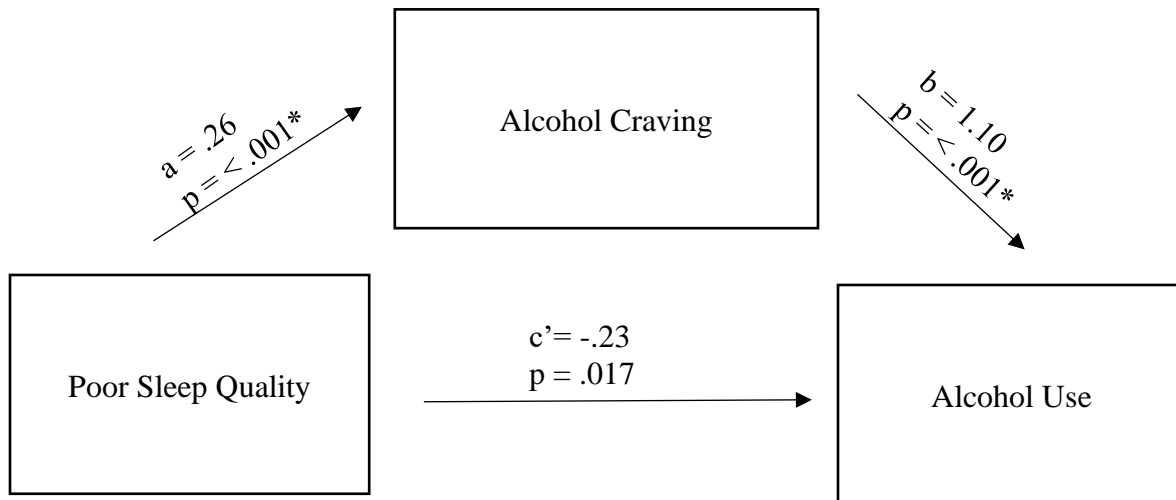 Alcohol Craving
a = .26
p = < .001*
b = 1.10
p = < .001*
Poor Sleep Quality
c’= -.23
p = .017
Alcohol Use